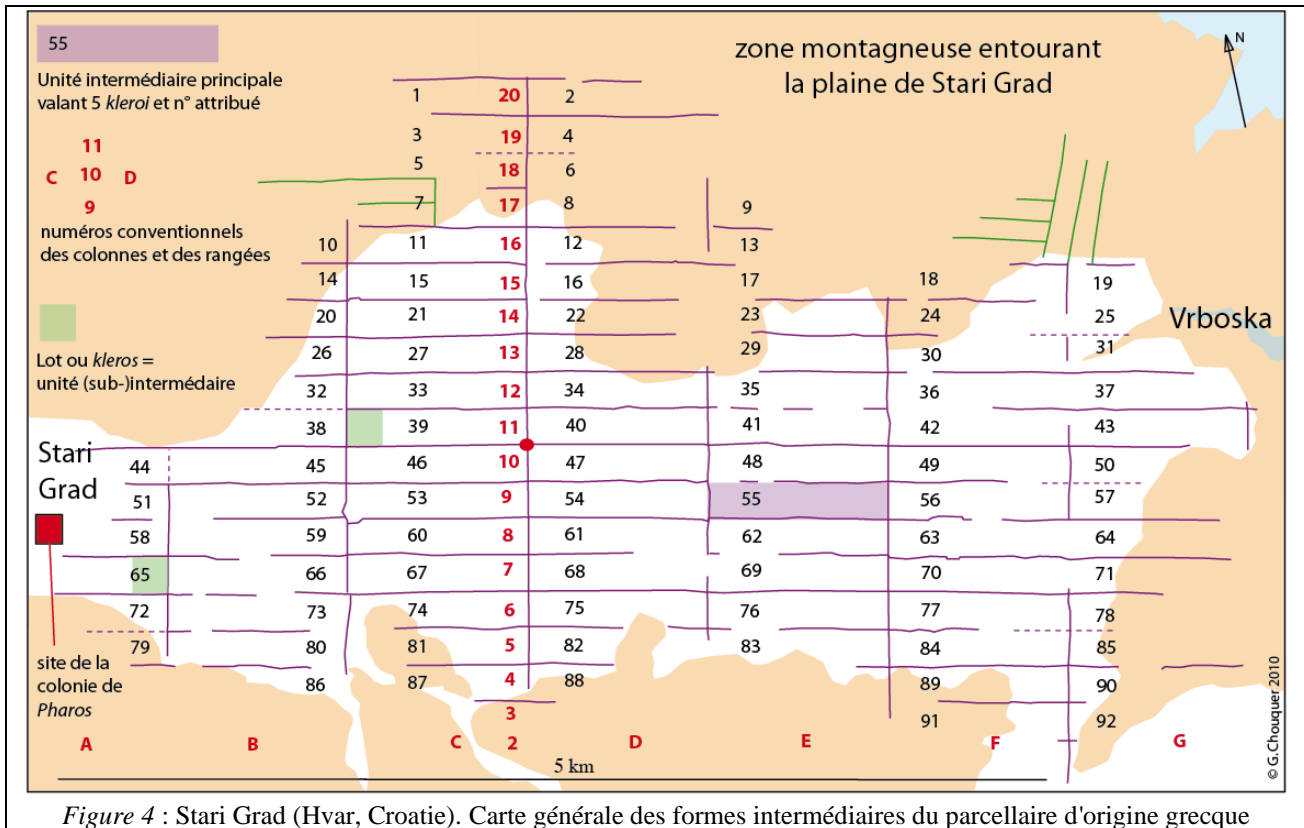 55
Unité intermédiaire principale
valant 5 kleroi et n° attribué
11
C 10 D
9
numéros conventionnels
des colonnes et des rangées
Lot ou kleros =
unité (sub-)intermédaire
zone montagneuse entourant
la plaine de Stari Grad
N
1 20 2
3 19 4
5 18 6
7 17 8 9
10 11 16 12 13
14 15 15 16 17 18 19
20 21 14 22 23 24 25
Vrboska
26 27 13 28 29 30 31
32 33 12 34 35 36 37
38 39 11 40 41 42 43
Stari
Grad
44 45 46 10 47 48 49 50
51 52 53 9 54 55 56 57
58 59 60 8 61 62 63 64
65 66 67 7 68 69 70 71
72 73 74 6 75 76 77 78
79 80 81 5 82 83 84 85
86 87 4 88 89 90
3 91 92
site de la
colonie de
Pharos
A B C 2 D E F G
5 km
© G.Chouquer 2010
Figure 4 : Stari Grad (Hvar, Croatie). Carte générale des formes intermédiaires du parcellaire d'origine grecque